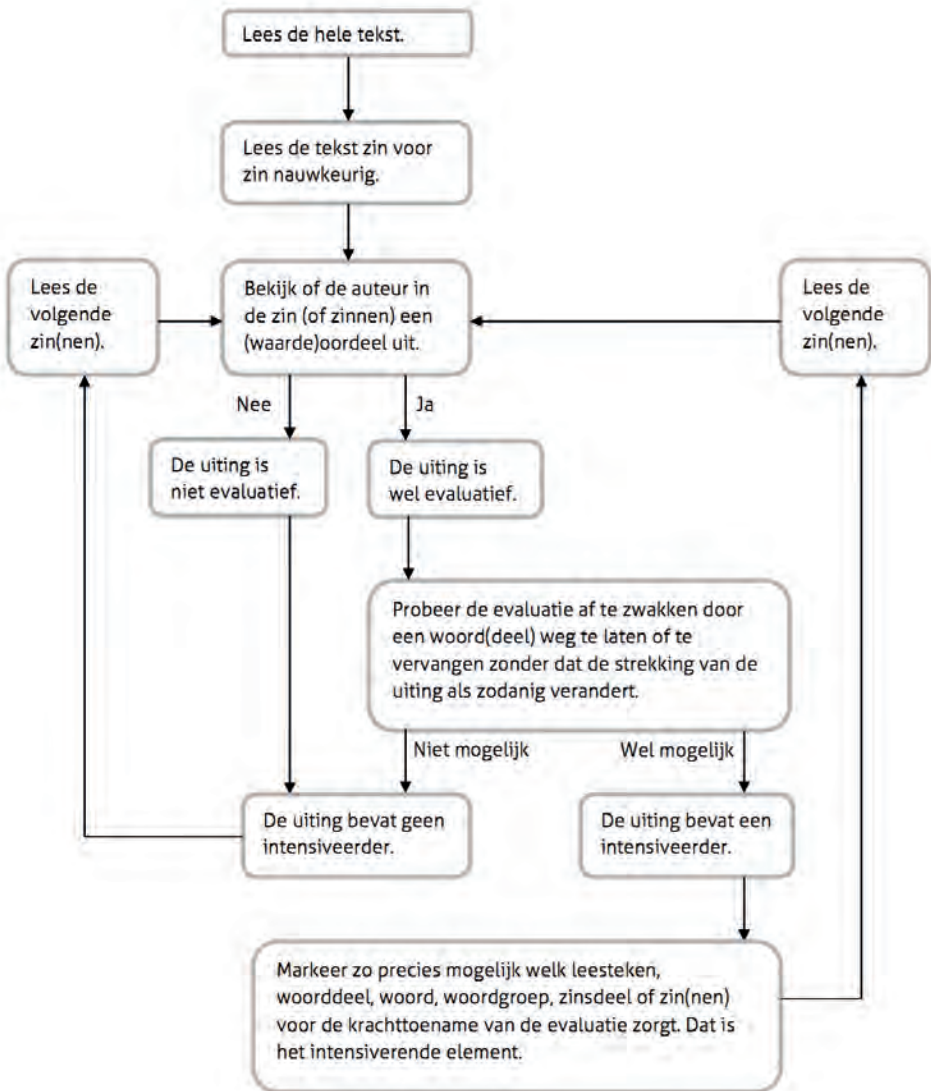 Lees de hele tekst.
Lees de tekst zin voor
zin nauwkeurig.
Lees de
volgende
zin(nen).
Bekijk of de auteur in
de zin (of zinnen) een
(waarde)oordeel uit.
Lees de
volgende
zin(nen).
Nee
Ja
De uiting is
niet evaluatief.
De uiting is
wel evaluatief.
Probeer de evaluatie af te zwakken door
een woord(deel) weg te laten of te
vervangen zonder dat de strekking van de
uiting als zodanig verandert.
Niet mogelijk
Wel mogelijk
De uiting bevat geen
intensiveerder.
De uiting bevat een
intensiveerder.
Markeer zo precies mogelijk welk leesteken,
woorddeel, woord, woordgroep, zinsdeel of zin(nen)
voor de krachttoename van de evaluatie zorgt. Dat is
het intensiverende element.